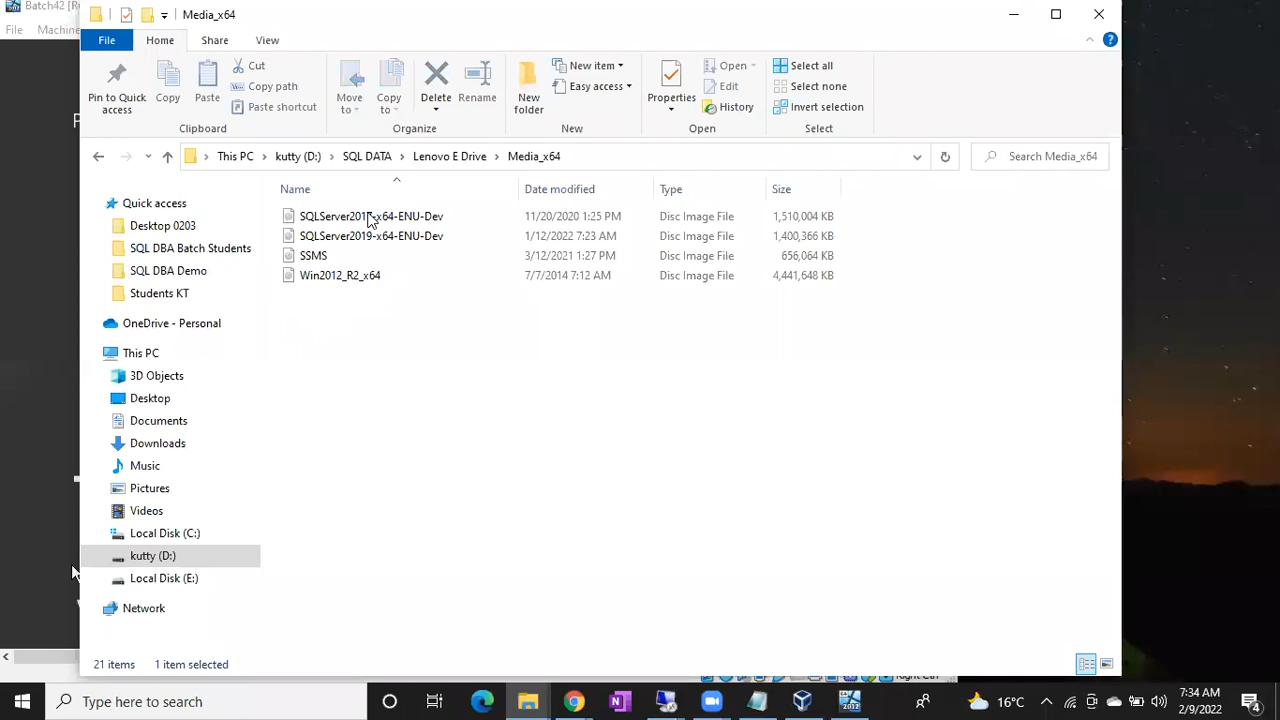 Batch42 [Ru
Media_x64
File Machine
File Home Share View
Pin to Quick access
Copy
Paste
Cut
Copy path
Paste shortcut
Clipboard
Move to
Copy to
Delete
Rename
Organize
New folder
New item
Easy access
New
Properties
Open
Edit
History
Open
Select all
Select none
Invert selection
Select
This PC > kutty (D:) > SQL DATA > Lenovo E Drive > Media_x64
Search Media_x64
Name Date modified Type Size
11/20/2020 1:25 PM Disc Image File 1,510,004 KB
SQLServer2019-x64-ENU-Dev 1/12/2022 7:23 AM Disc Image File 1,400,366 KB
SSMS 3/12/2021 1:27 PM Disc Image File 656,064 KB
Win2012_R2_x64 7/7/2014 7:12 AM Disc Image File 4,441,648 KB
Quick access
Desktop 0203
SQL DBA Batch Students
SQL DBA Demo
Students KT
OneDrive - Personal
This PC
3D Objects
Desktop
Documents
Downloads
Music
Pictures
Videos
Local Disk (C:)
kutty (D:)
Local Disk (E:)
Network
21 items 1 item selected
Right Ctrl
Type here to search
2012
16°C
7:34 AM
2/9/2022
4